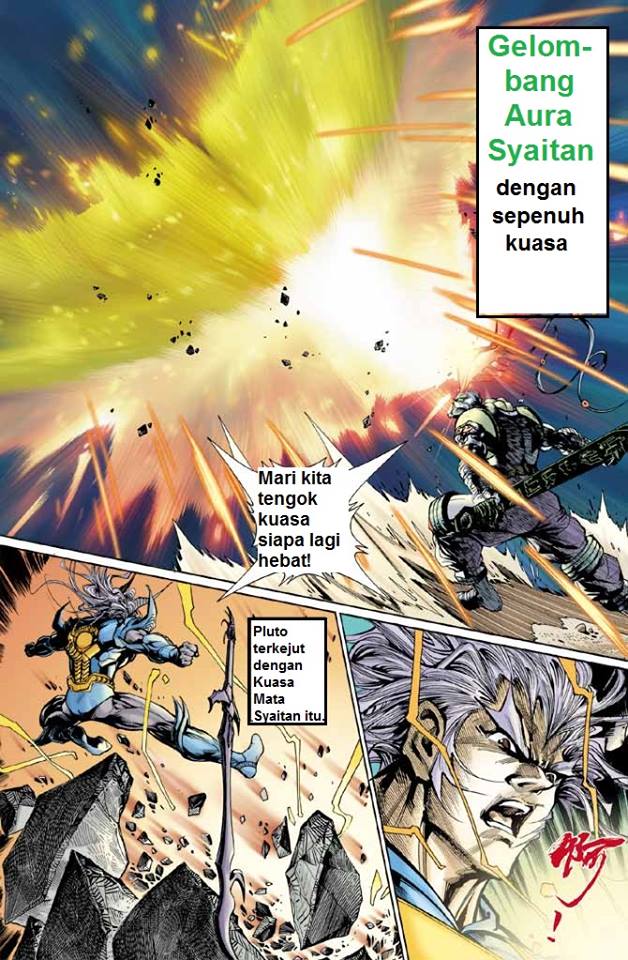 Gelom-
bang
Aura
Syaitan
dengan
sepenuh
kuasa
Mari kita
tengok
kuasa
siapa lagi
hebat!
Pluto
terkejut
dengan
Kuasa
Mata
Syaitan itu.
啊!